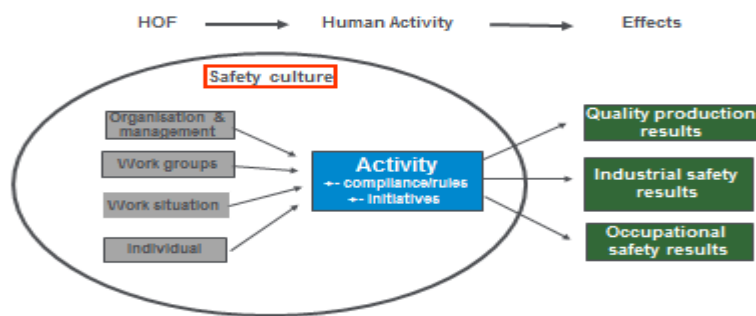 HOF
Human Activity
Effects
Safety culture
Organisation &
management
Work groups
Work situation
Individual
Activity
+- compliance/rules
+- initiatives
Quality production
results
Industrial safety
results
Occupational
safety results